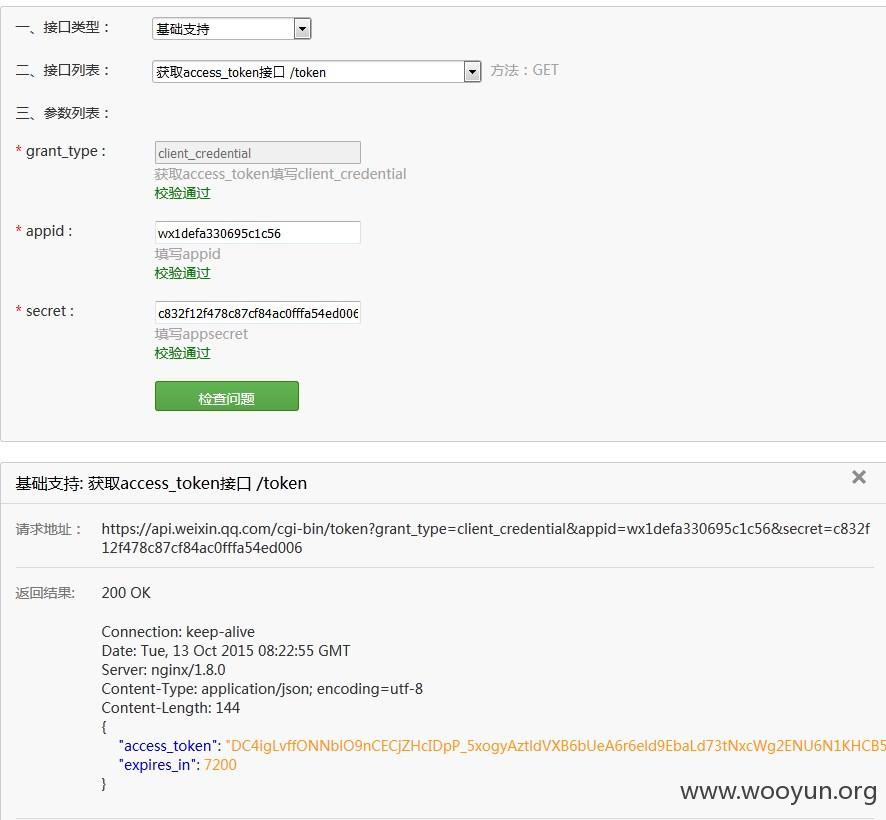 一、接口类型： 基础支持
二、接口列表： 获取access_token接口 /token 方法：GET
三、参数列表：
* grant_type : client_credential
获取access_token填写client_credential
校验通过
* appid : wx1defa330695c1c56
填写appid
校验通过
* secret : c832f12f478c87cf84ac0fffa54ed006
填写appsecret
校验通过
检查问题
基础支持: 获取access_token接口 /token
请求地址： https://api.weixin.qq.com/cgi-bin/token?grant_type=client_credential&appid=wx1defa330695c1c56&secret=c832f
12f478c87cf84ac0fffa54ed006
返回结果: 200 OK
Connection: keep-alive
Date: Tue, 13 Oct 2015 08:22:55 GMT
Server: nginx/1.8.0
Content-Type: application/json; encoding=utf-8
Content-Length: 144
{
"access_token": "DC4igLvffONNbIO9nCECjZHcIDpP_5xogyAztIdVXB6bUeA6r6eId9EbaLd73tNxcWg2ENU6N1KHCB5
"expires_in": 7200
}
www.wooyun.org